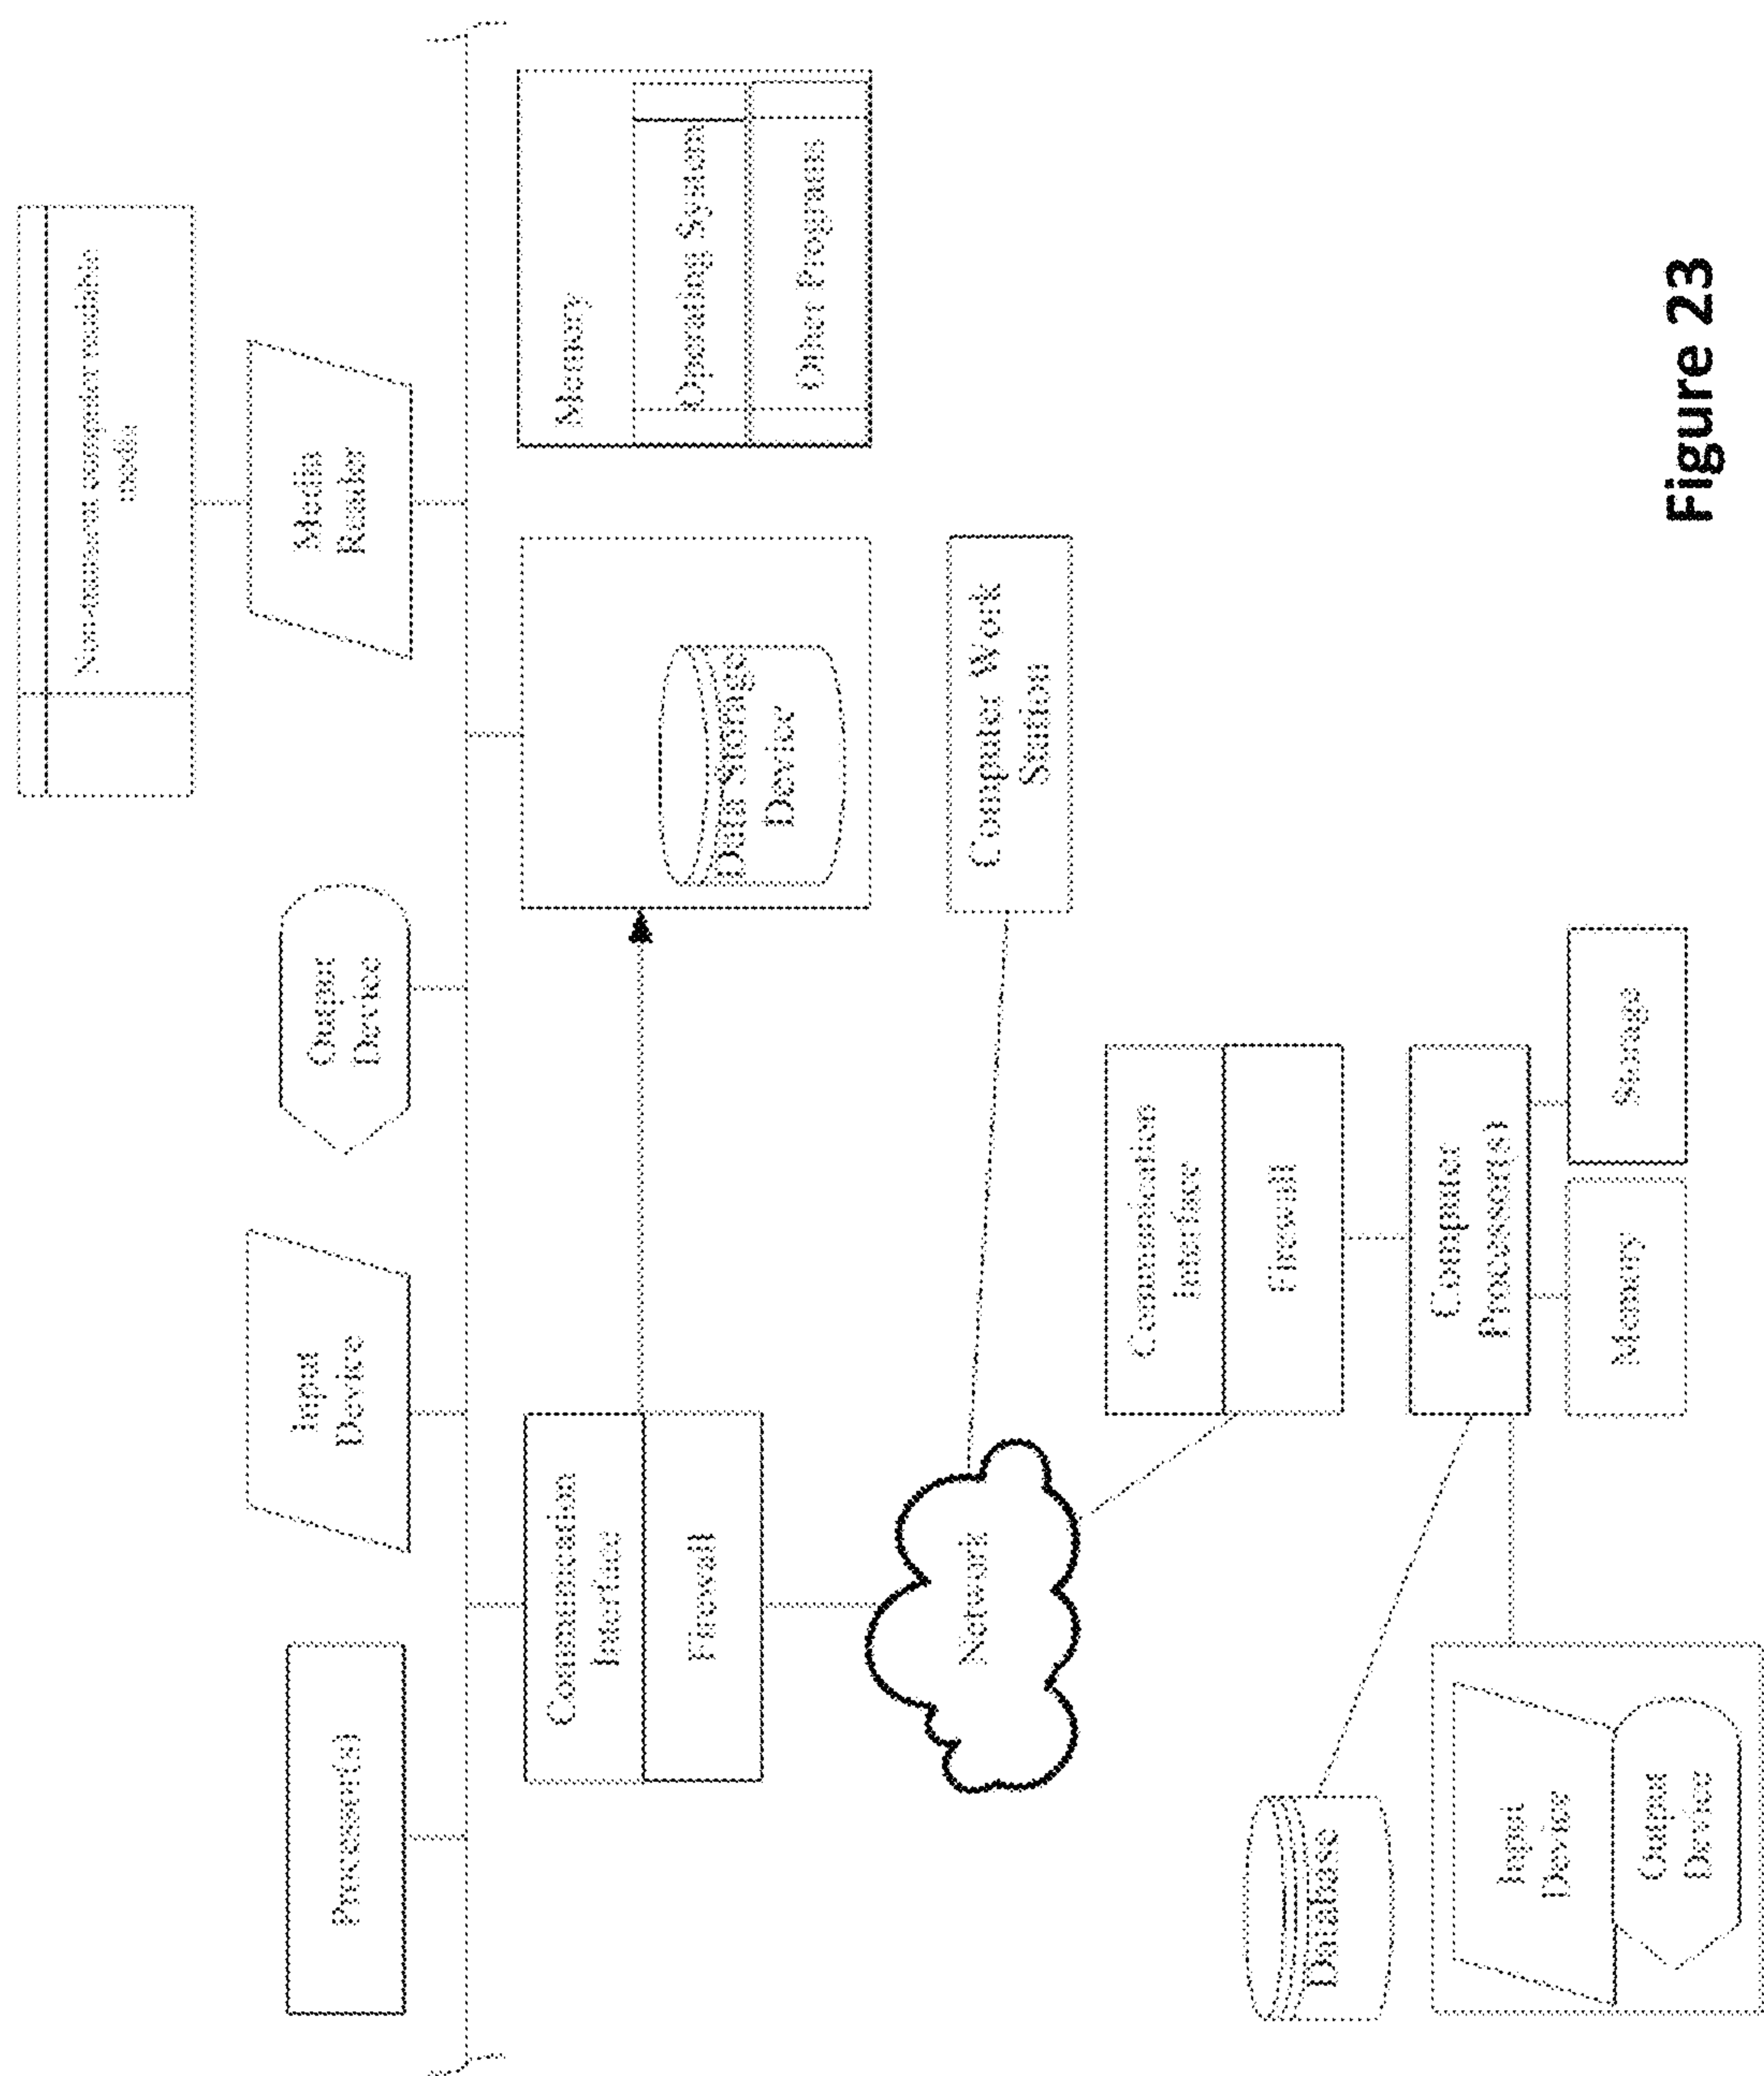 Non-transient computer readable
media
Processor(s)
Input
Device
Output
Device
Media
Reader
Communication
Interface
Firewall
Data Storage
Device
Memory
Operating System
Other Programs
Network
Computer Work
Station
Communication
Interface
Firewall
Database
Computer
Processor(s)
Input
Device
Output
Device
Memory
Storage
Figure 23